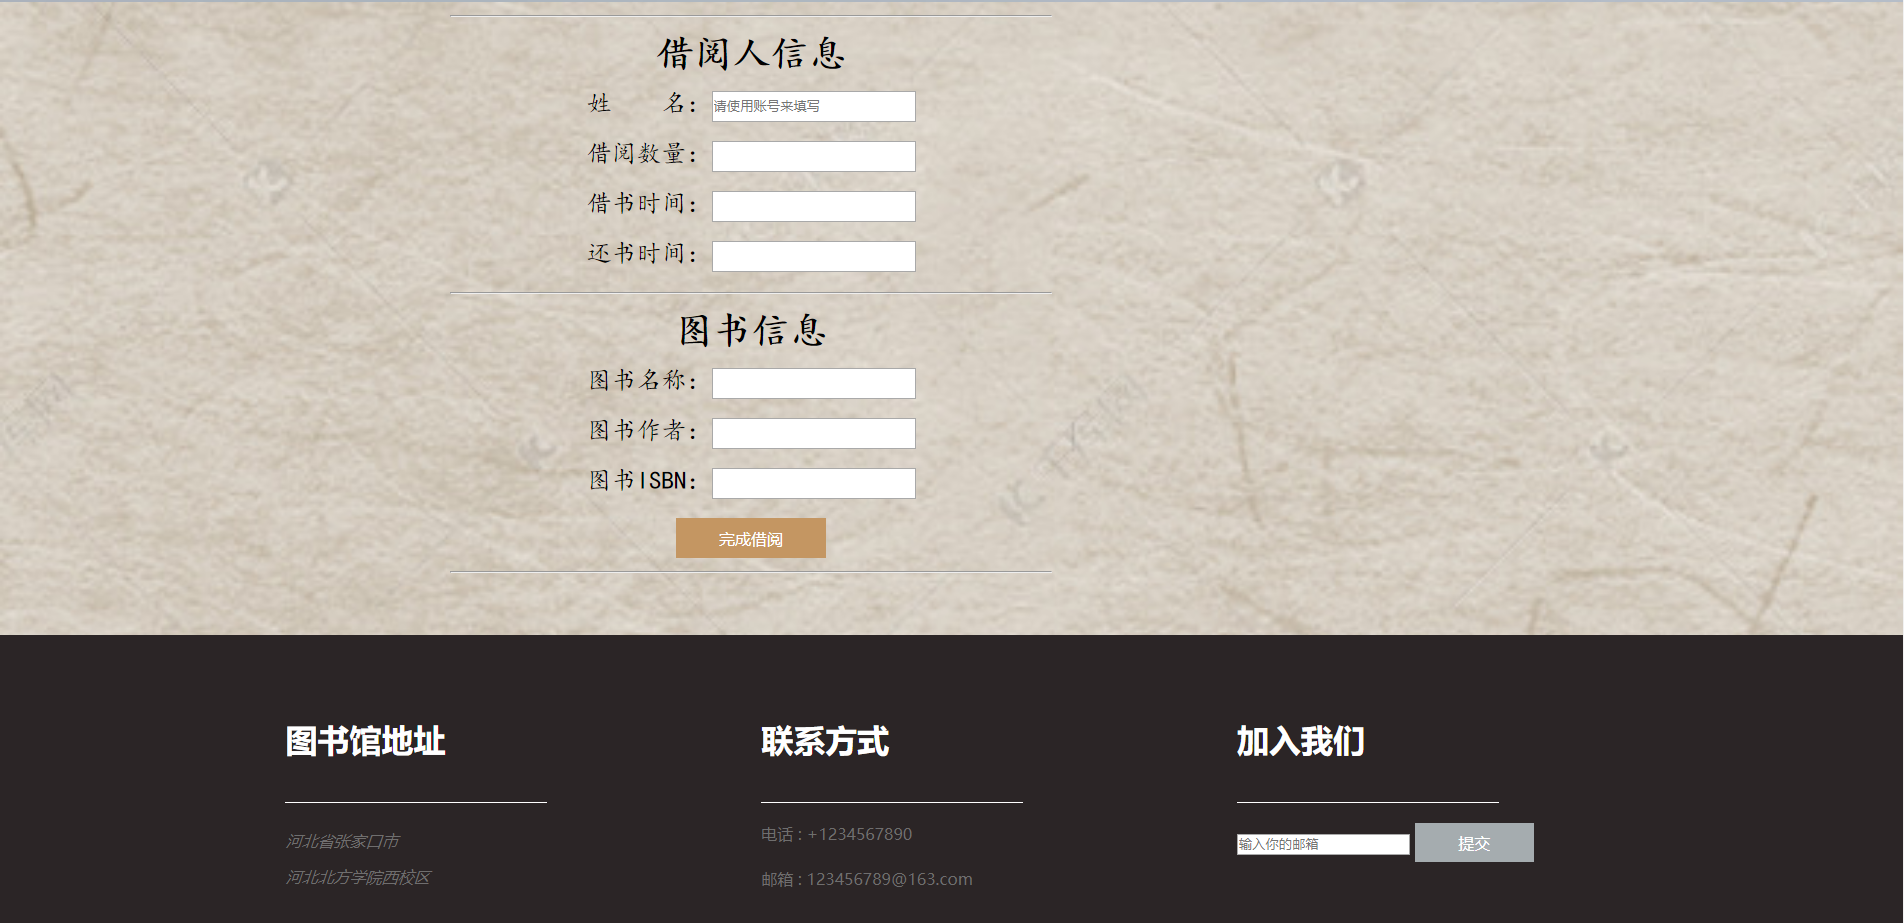 借阅人信息
姓 名： 请使用账号来填写
借阅数量：
借书时间：
还书时间：
图书信息
图书名称：
图书作者：
图书ISBN：
完成借阅
图书馆地址
河北省张家口市
河北北方学院西校区
联系方式
电话 : +1234567890
邮箱 : 123456789@163.com
加入我们
输入你的邮箱 提交